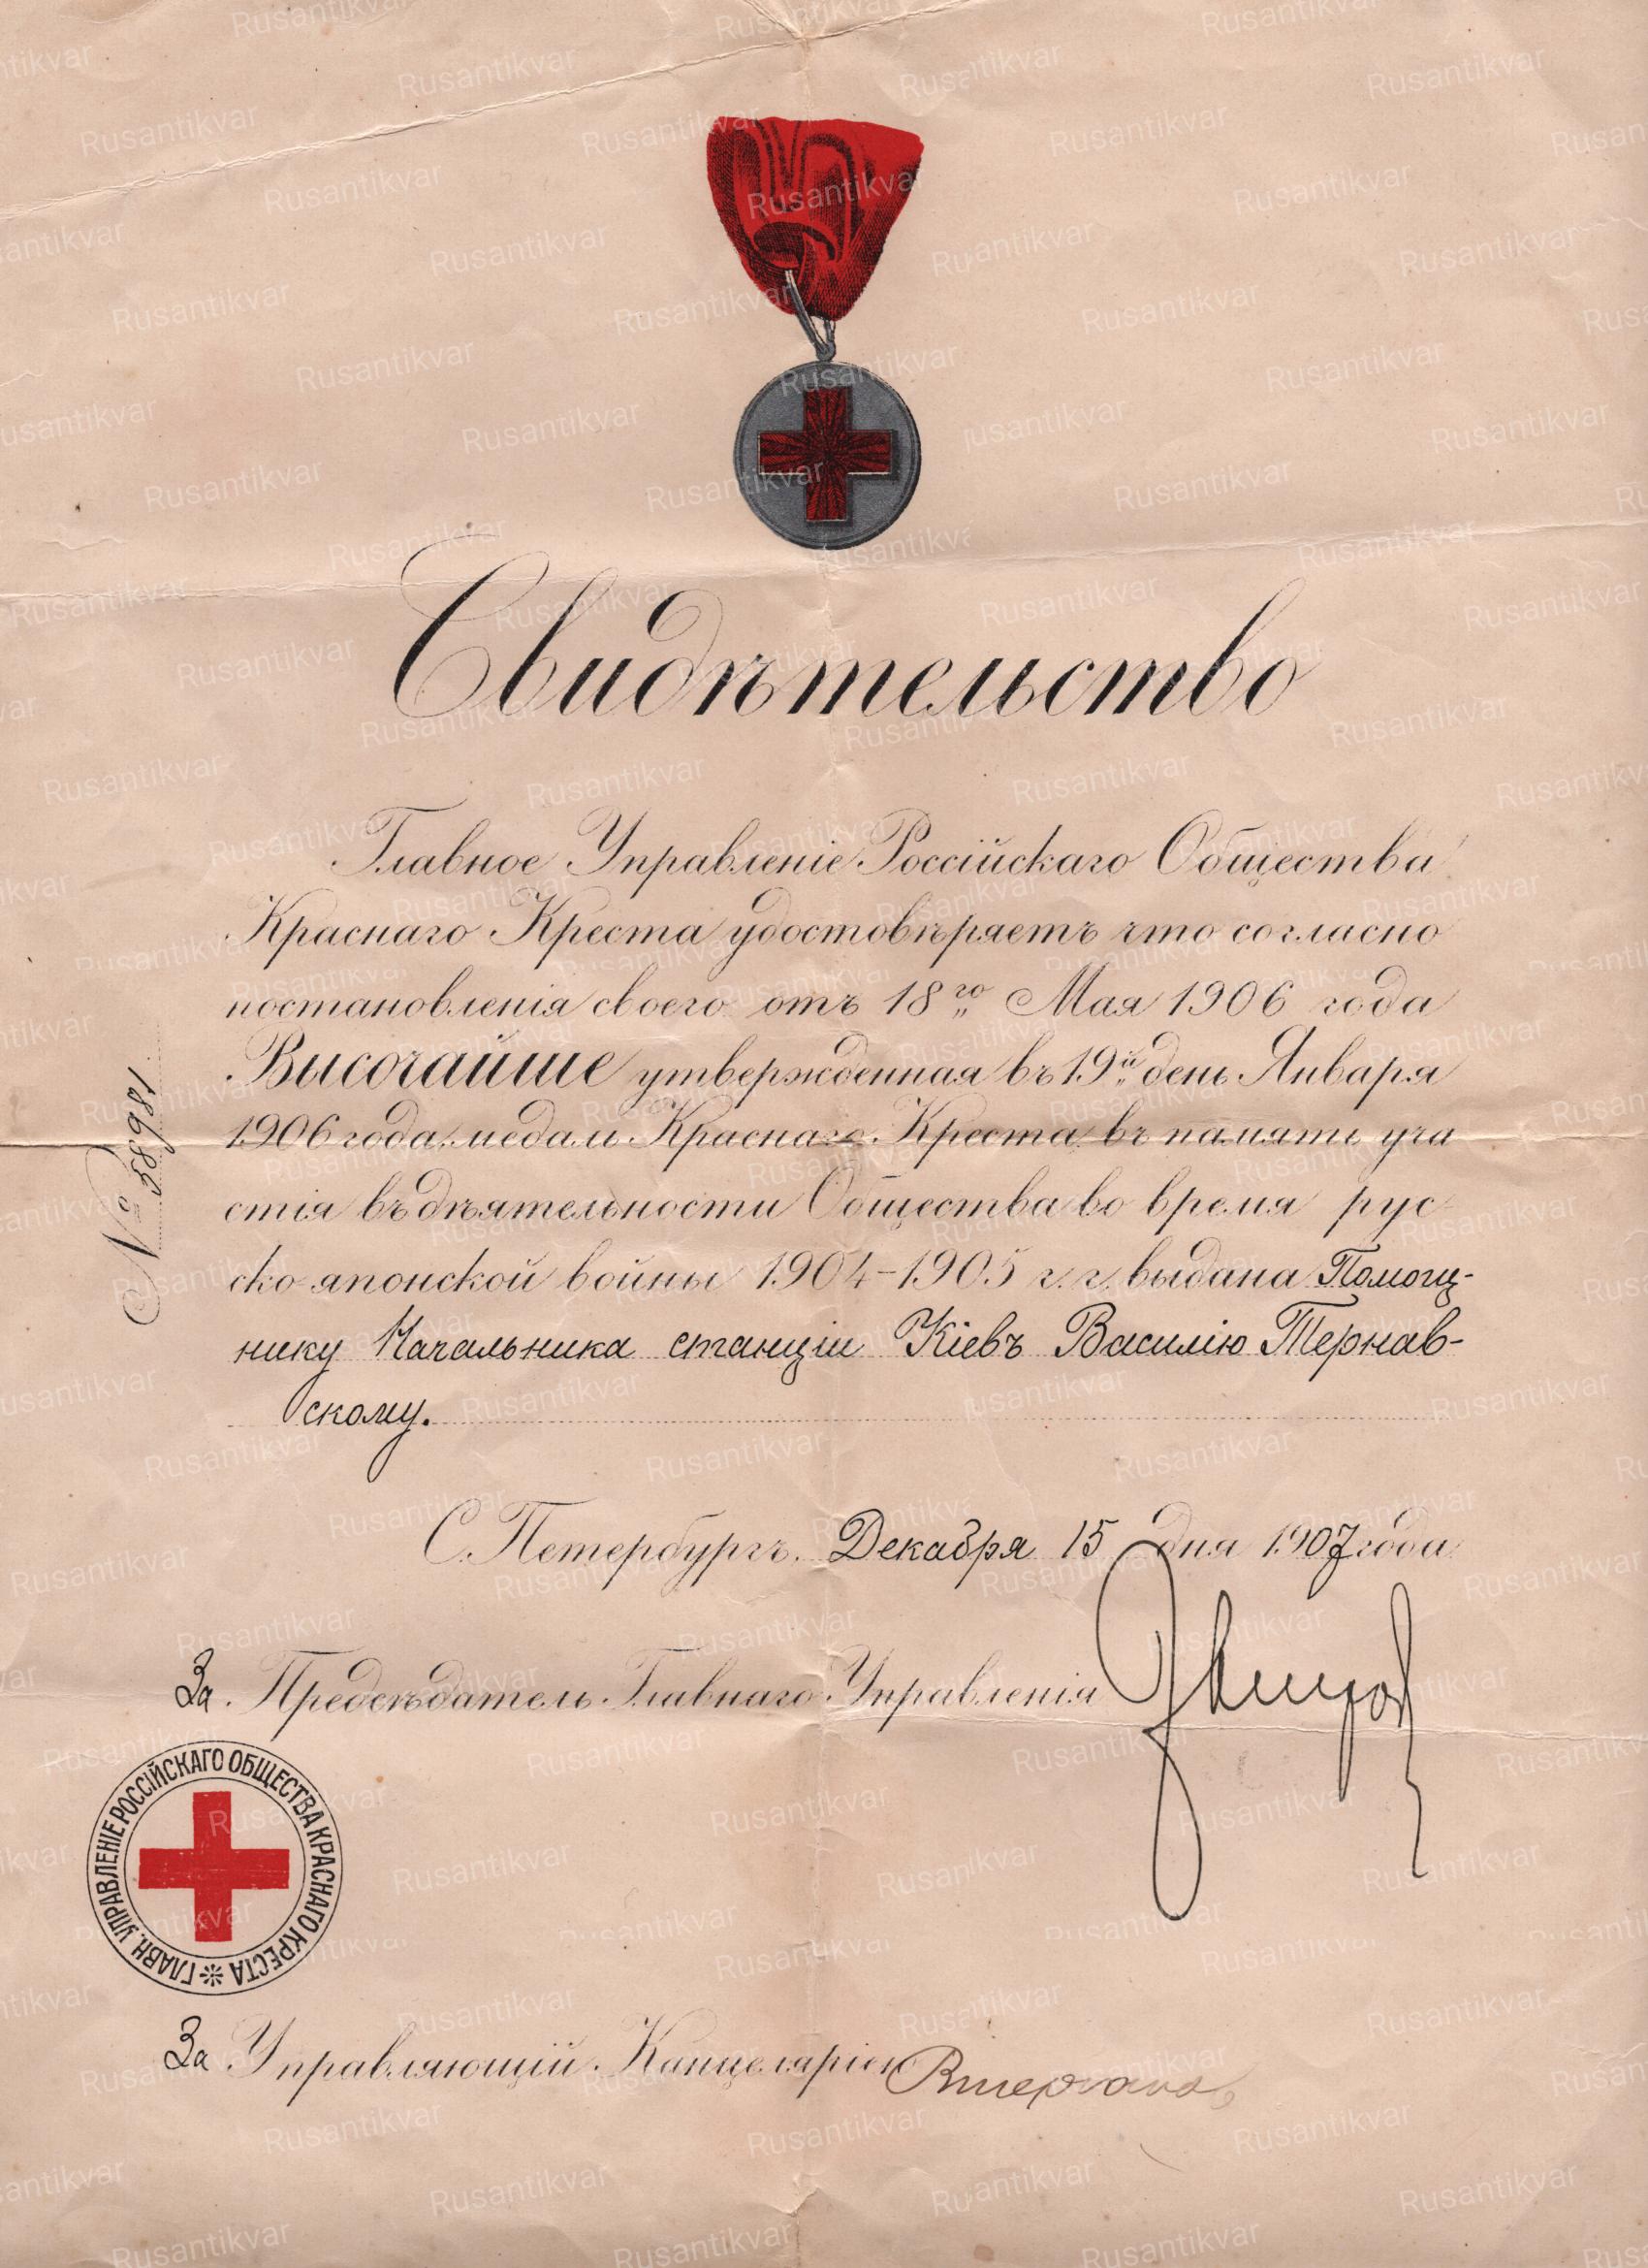 Свидѣтельство
Главное Управленіе Россійскаго Общества
Краснаго Креста удостовѣряетъ что согласно
постановленія своего отъ 18го Мая 1906 года
Высочайше утвержденная въ 19й день Января
1906 года медаль Краснаго Креста въ память уча
стія въ дѣятельности Общества во время рус
ско-японской войны 1904-1905 г.г. выдана Помощ-
нику Начальника станціи Кіевъ Василію Тернав-
скому.
№ 58981
С. Петербургъ. Декабря 15 дня 1907 года
За Предсѣдатель Главнаго Управленія
ГЛАВН. УПРАВЛЕНІЕ РОССІЙСКАГО ОБЩЕСТВА КРАСНАГО КРЕСТА
За Управляющій Канцеляріею
Rusantikvar